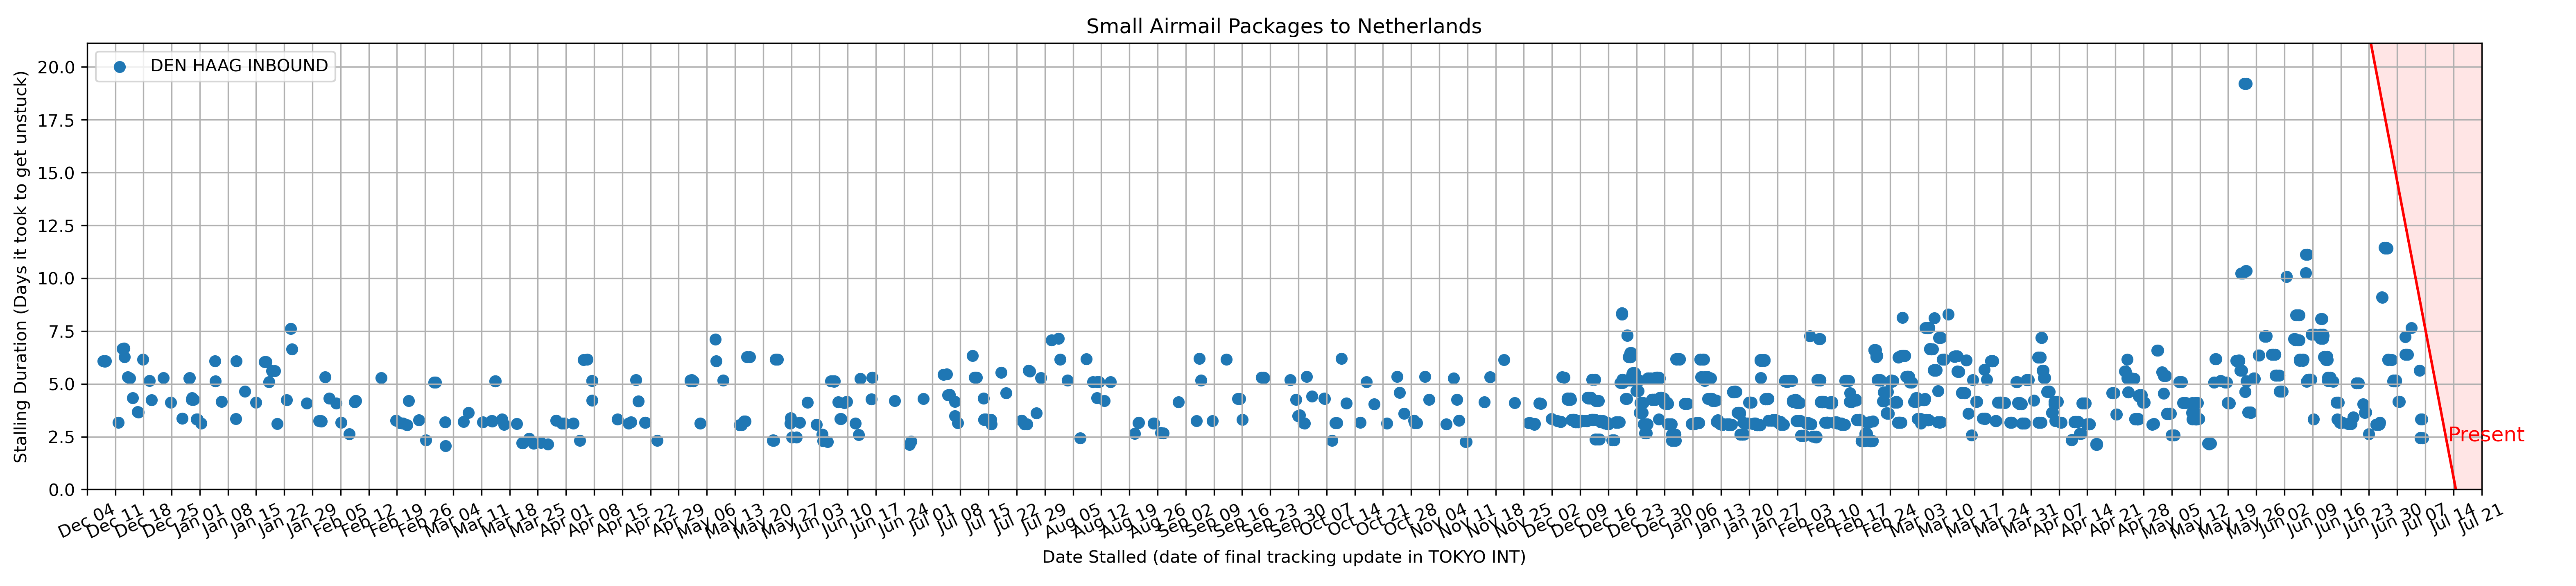 Small Airmail Packages to Netherlands
DEN HAAG INBOUND
Stalling Duration (Days it took to get unstuck)
20.0
17.5
15.0
12.5
10.0
7.5
5.0
2.5
0.0
Present
Dec 04
Dec 11
Dec 18
Dec 25
Jan 01
Jan 08
Jan 15
Jan 22
Jan 29
Feb 05
Feb 12
Feb 19
Feb 26
Mar 04
Mar 11
Mar 18
Mar 25
Apr 01
Apr 08
Apr 15
Apr 22
Apr 29
May 06
May 13
May 20
May 27
Jun 03
Jun 10
Jun 17
Jun 24
Jul 01
Jul 08
Jul 15
Jul 22
Jul 29
Aug 05
Aug 12
Aug 19
Aug 26
Sep 02
Sep 09
Sep 16
Sep 23
Sep 30
Oct 07
Oct 14
Oct 21
Oct 28
Nov 04
Nov 11
Nov 18
Nov 25
Dec 02
Dec 09
Dec 16
Dec 23
Dec 30
Jan 06
Jan 13
Jan 20
Jan 27
Feb 03
Feb 10
Feb 17
Feb 24
Mar 03
Mar 10
Mar 17
Mar 24
Mar 31
Apr 07
Apr 14
Apr 21
Apr 28
May 05
May 12
May 19
May 26
Jun 02
Jun 09
Jun 16
Jun 23
Jun 30
Jul 07
Jul 14
Jul 21
Date Stalled (date of final tracking update in TOKYO INT)